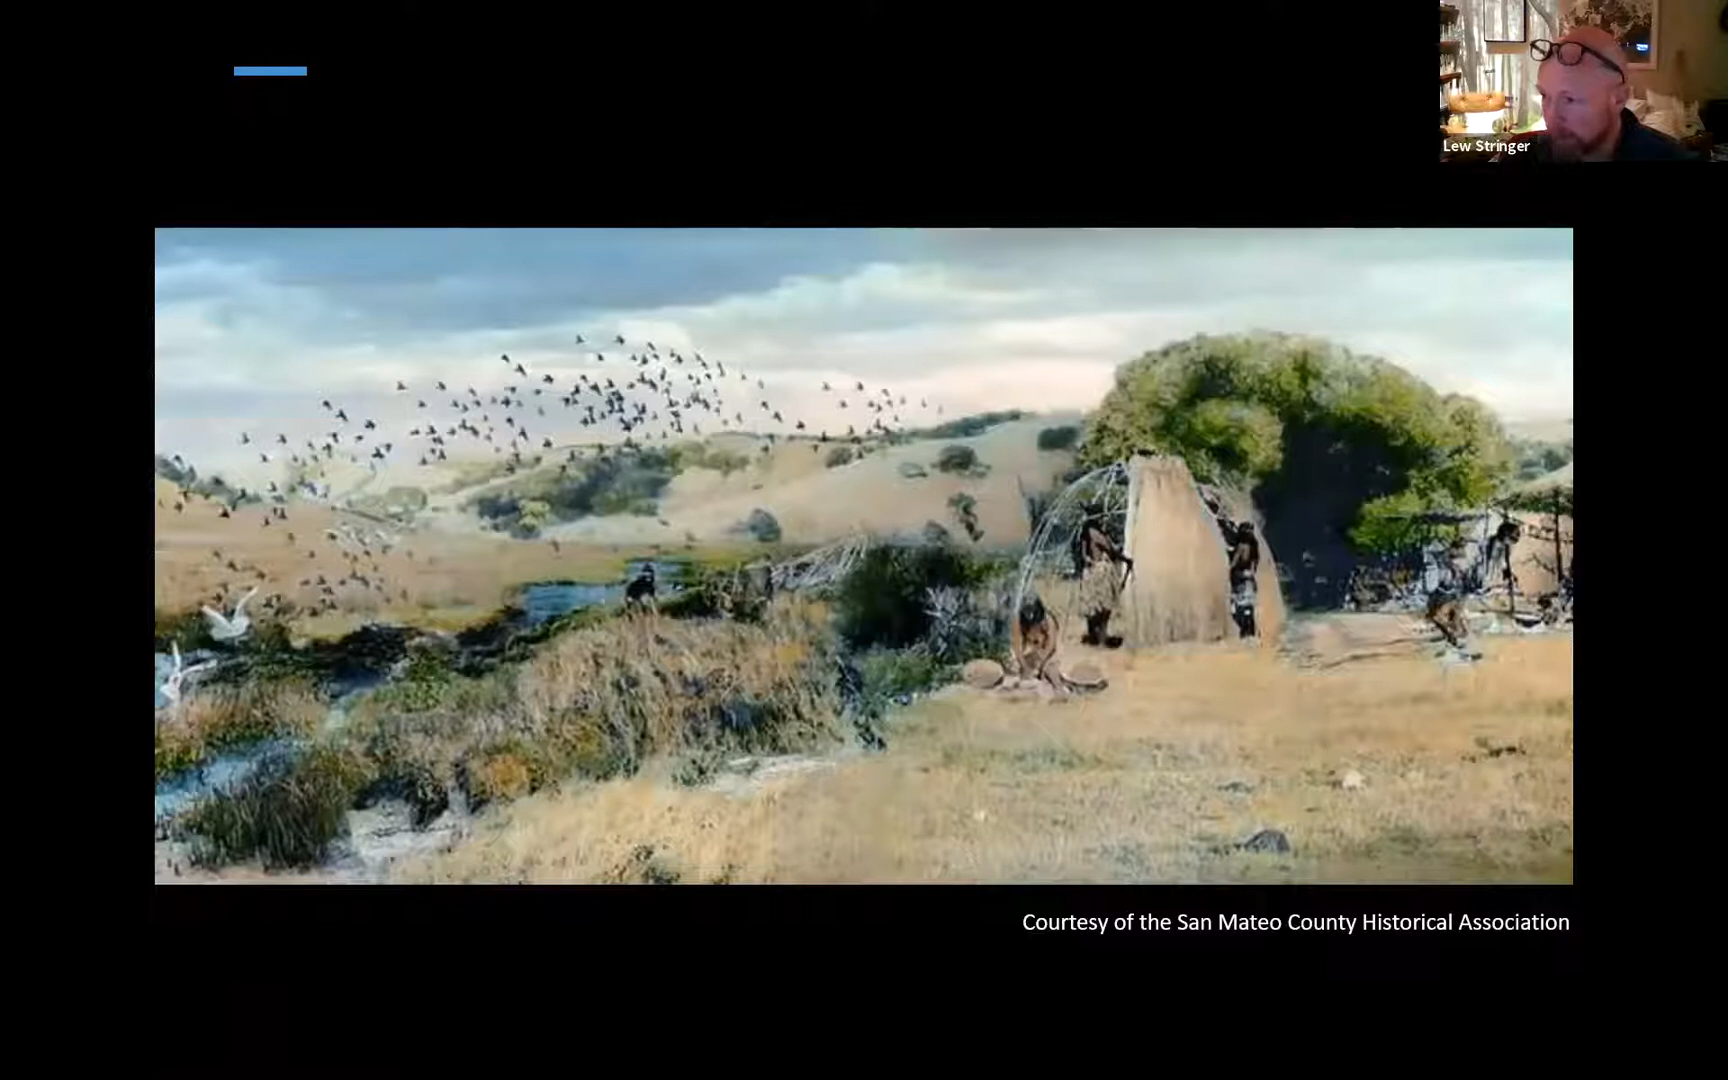 Lew Stringer
Courtesy of the San Mateo County Historical Association